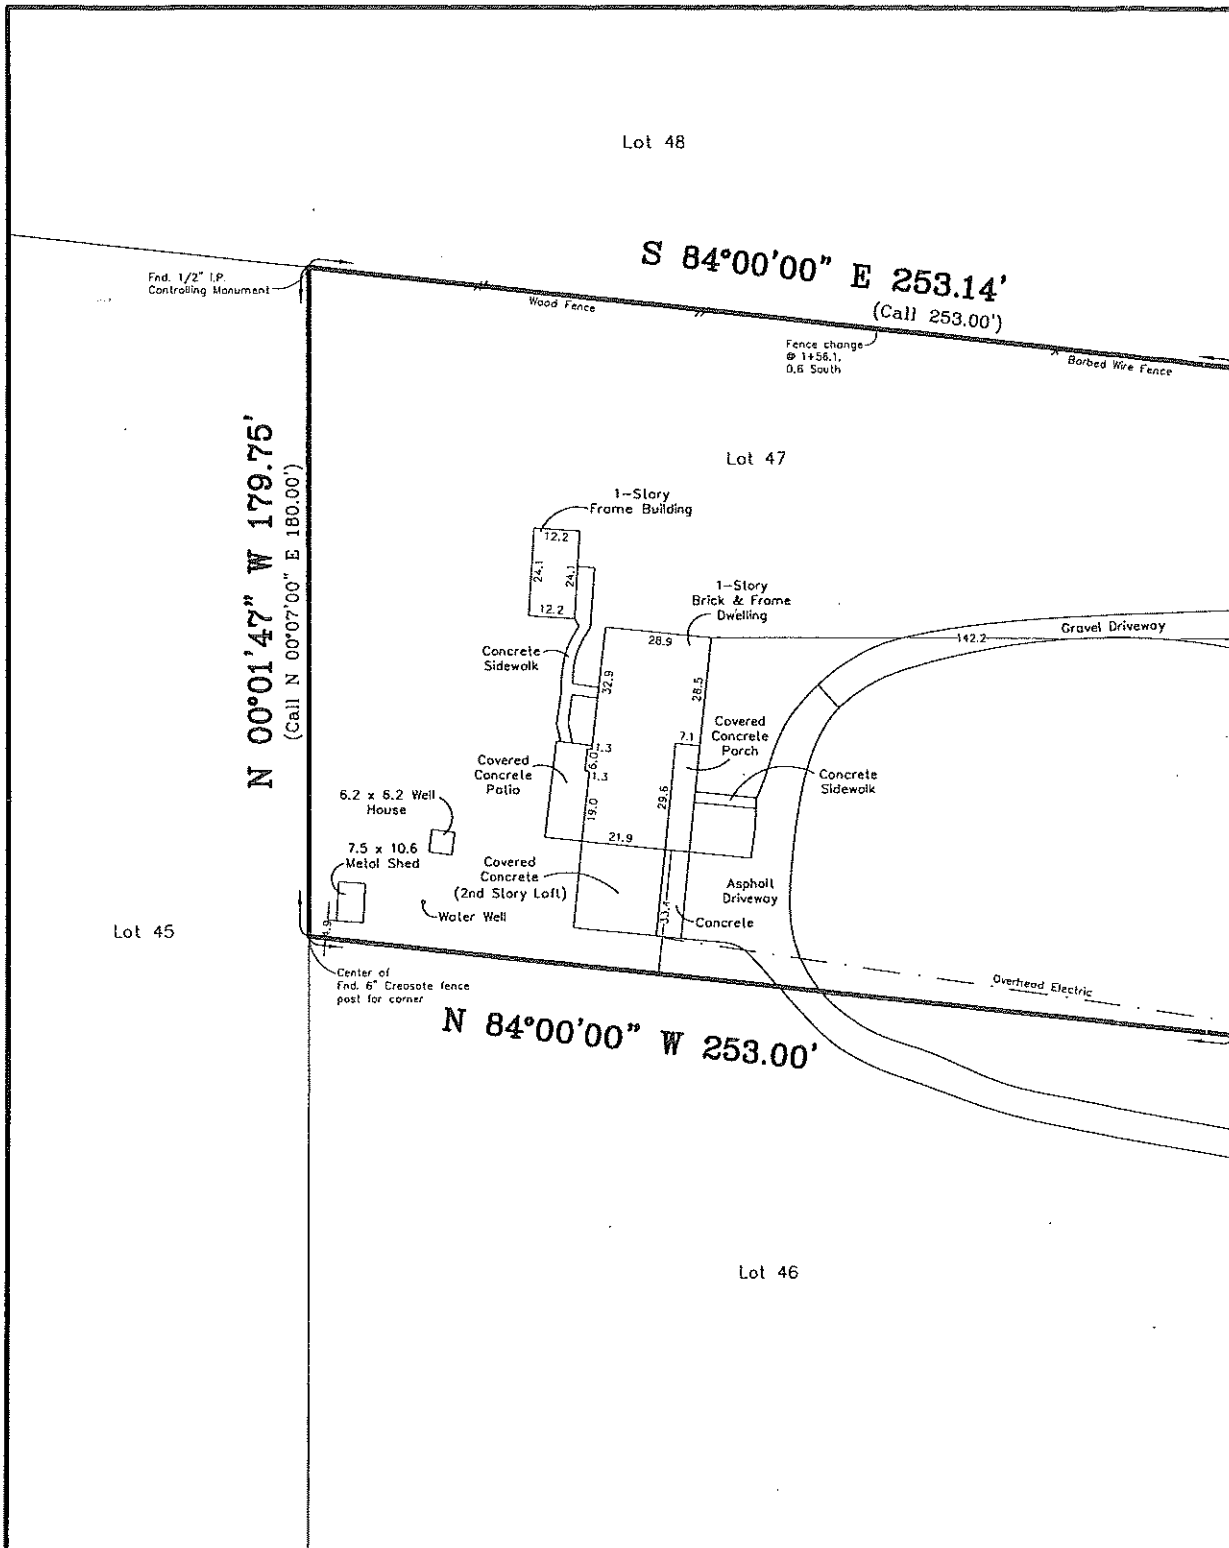 Lot 48
S 84°00'00" E 253.14'
(Call 253.00')
Fnd. 1/2" I.P.
Controlling Monument
Wood Fence
Fence change
@ 1+56.1,
0.6 South
Barbed Wire Fence
N 00°01'47" W 179.75'
(Call N 00°07'00" E 180.00')
Lot 47
1-Story
Frame Building
12.2
24.1
24.1
12.2
1-Story
Brick & Frame
Dwelling
Gravel Driveway
142.2
28.9
Concrete
Sidewalk
32.9
28.5
Covered
Concrete
Porch
7.1
1.3
6.0
1.3
Covered
Concrete
Patio
Concrete
Sidewalk
6.2 x 6.2 Well
House
29.6
19.0
21.9
7.5 x 10.6
Metal Shed
Covered
Concrete
(2nd Story Loft)
Asphalt
Driveway
33.4
Concrete
Water Well
4.9
Lot 45
Center of
Fnd. 6" Creosote fence
post for corner
Overhead Electric
N 84°00'00" W 253.00'
Lot 46